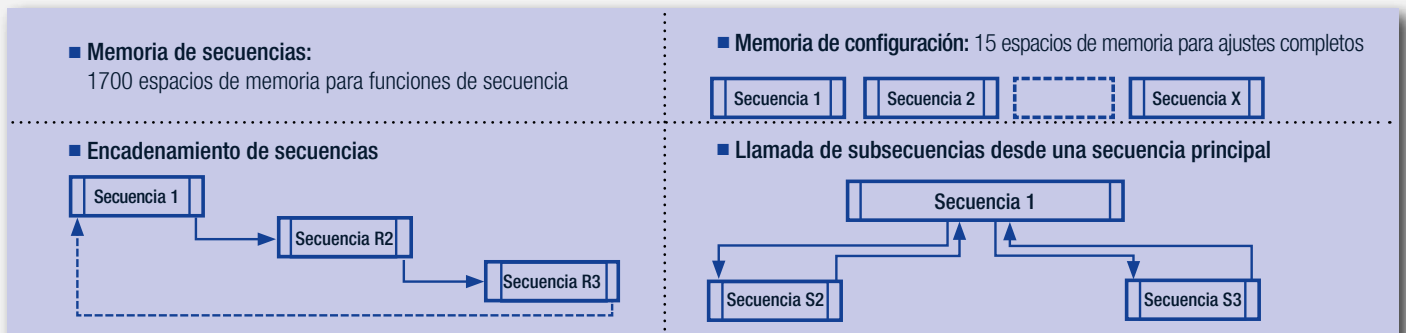 ■ Memoria de secuencias:
1700 espacios de memoria para funciones de secuencia
■ Memoria de configuración: 15 espacios de memoria para ajustes completos
Secuencia 1
Secuencia 2
Secuencia X
■ Encadenamiento de secuencias
Secuencia 1
Secuencia R2
Secuencia R3
■ Llamada de subsecuencias desde una secuencia principal
Secuencia 1
Secuencia S2
Secuencia S3